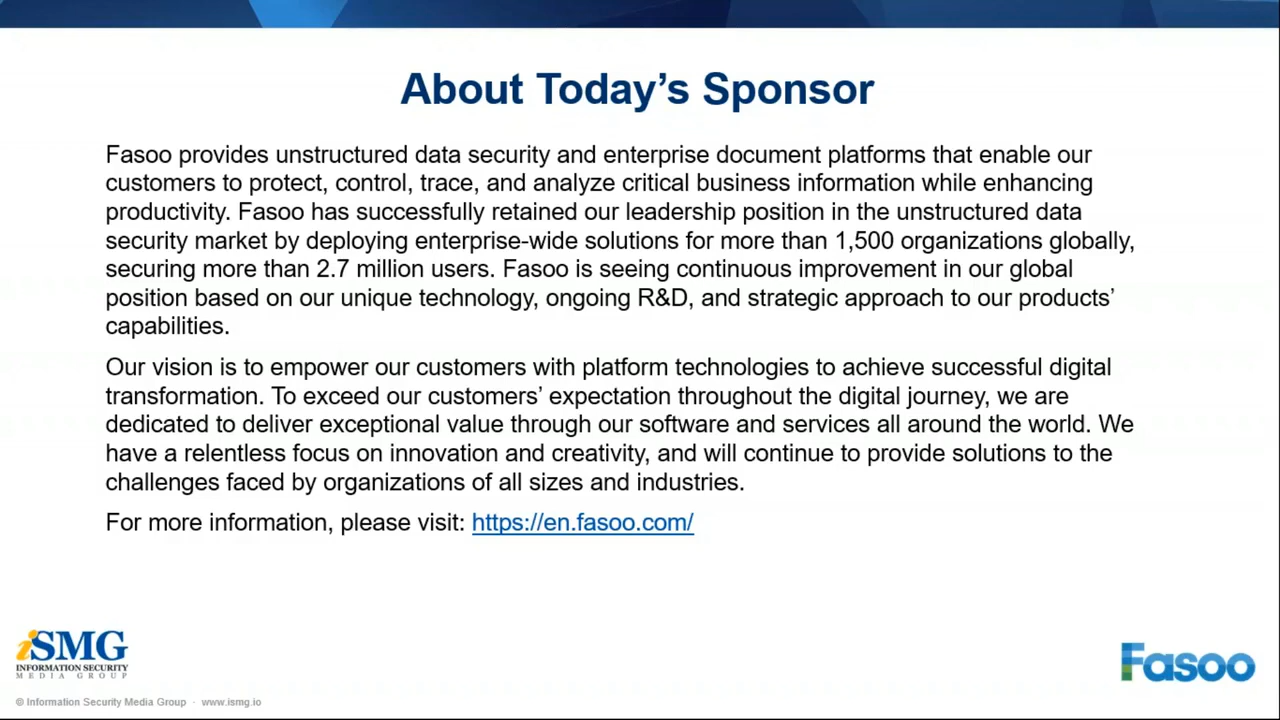 About Today’s Sponsor
Fasoo provides unstructured data security and enterprise document platforms that enable our
customers to protect, control, trace, and analyze critical business information while enhancing
productivity. Fasoo has successfully retained our leadership position in the unstructured data
security market by deploying enterprise-wide solutions for more than 1,500 organizations globally,
securing more than 2.7 million users. Fasoo is seeing continuous improvement in our global
position based on our unique technology, ongoing R&D, and strategic approach to our products’
capabilities.
Our vision is to empower our customers with platform technologies to achieve successful digital
transformation. To exceed our customers’ expectation throughout the digital journey, we are
dedicated to deliver exceptional value through our software and services all around the world. We
have a relentless focus on innovation and creativity, and will continue to provide solutions to the
challenges faced by organizations of all sizes and industries.
For more information, please visit: https://en.fasoo.com/
iSMG
INFORMATION SECURITY
MEDIA GROUP
Fasoo
© Information Security Media Group · www.ismg.io